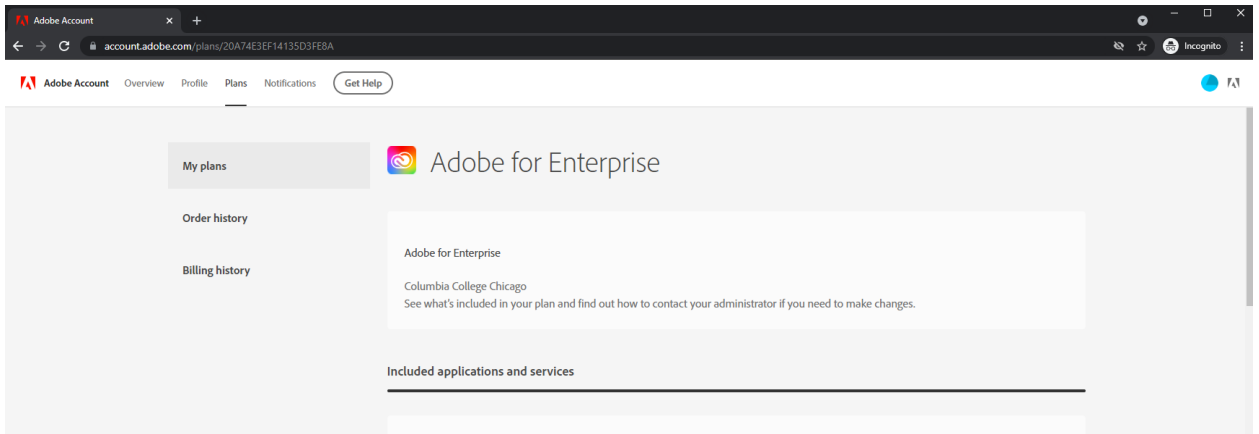 Adobe Account
account.adobe.com/plans/20A74E3EF14135D3FE8A
Incognito
Adobe Account Overview Profile Plans Notifications Get Help
My plans
Order history
Billing history
Adobe for Enterprise
Adobe for Enterprise
Columbia College Chicago
See what's included in your plan and find out how to contact your administrator if you need to make changes.
Included applications and services